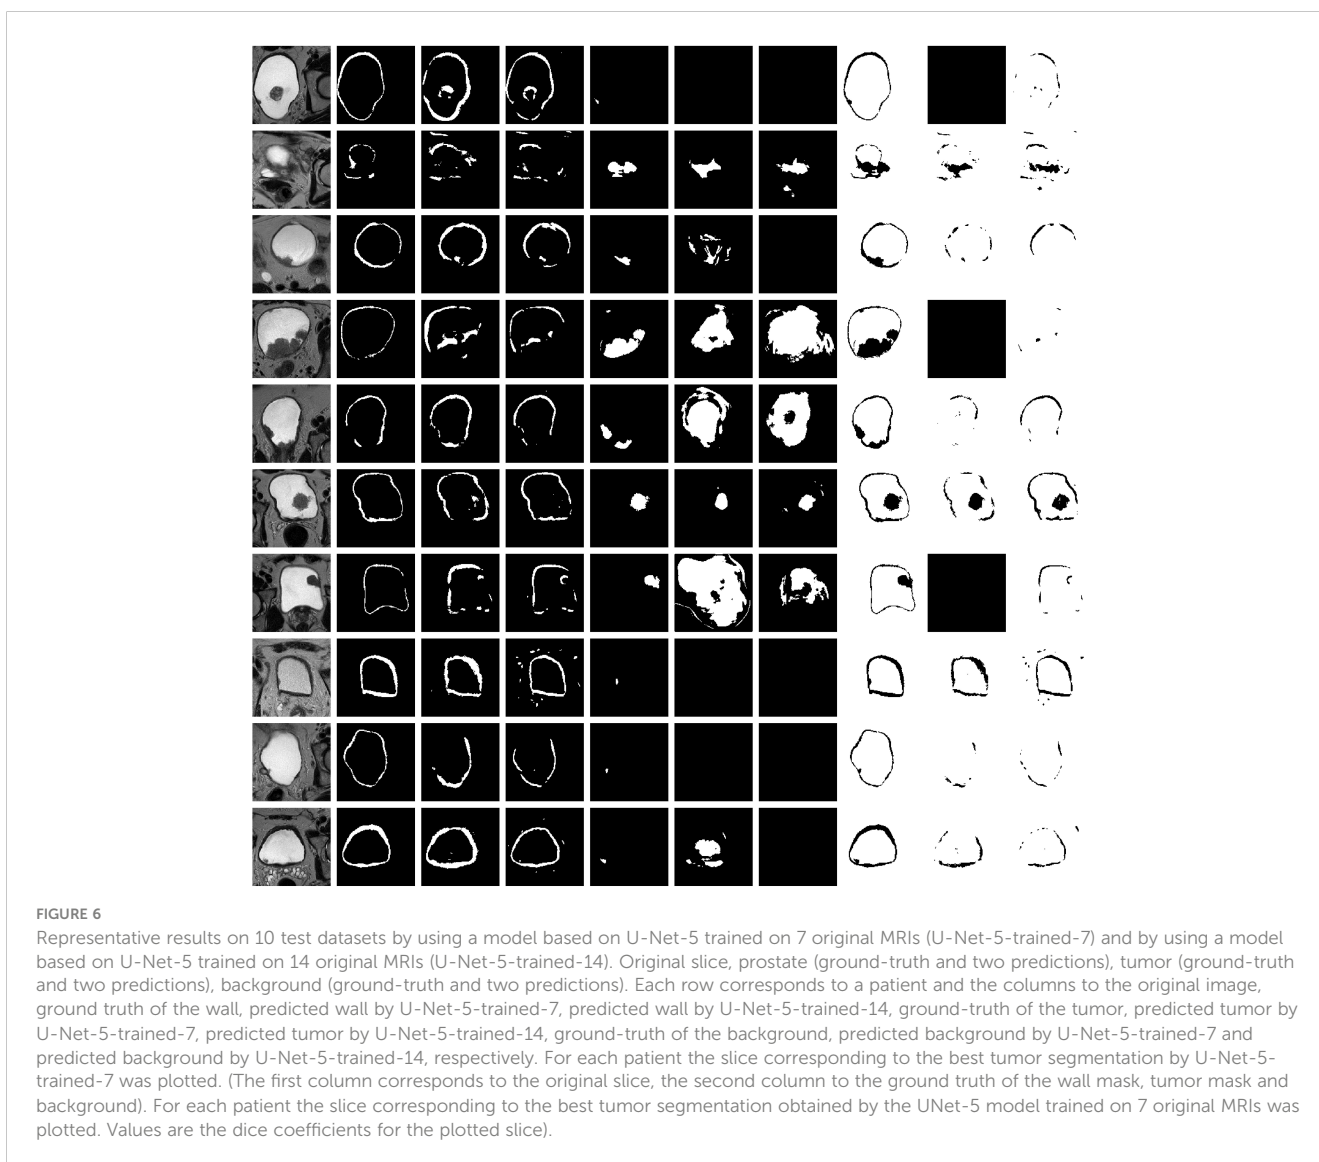 FIGURE 6
Representative results on 10 test datasets by using a model based on U-Net-5 trained on 7 original MRIs (U-Net-5-trained-7) and by using a model
based on U-Net-5 trained on 14 original MRIs (U-Net-5-trained-14). Original slice, prostate (ground-truth and two predictions), tumor (ground-truth
and two predictions), background (ground-truth and two predictions). Each row corresponds to a patient and the columns to the original image,
ground truth of the wall, predicted wall by U-Net-5-trained-7, predicted wall by U-Net-5-trained-14, ground-truth of the tumor, predicted tumor by
U-Net-5-trained-7, predicted tumor by U-Net-5-trained-14, ground-truth of the background, predicted background by U-Net-5-trained-7 and
predicted background by U-Net-5-trained-14, respectively. For each patient the slice corresponding to the best tumor segmentation by U-Net-5-
trained-7 was plotted. (The first column corresponds to the original slice, the second column to the ground truth of the wall mask, tumor mask and
background). For each patient the slice corresponding to the best tumor segmentation obtained by the UNet-5 model trained on 7 original MRIs was
plotted. Values are the dice coefficients for the plotted slice).